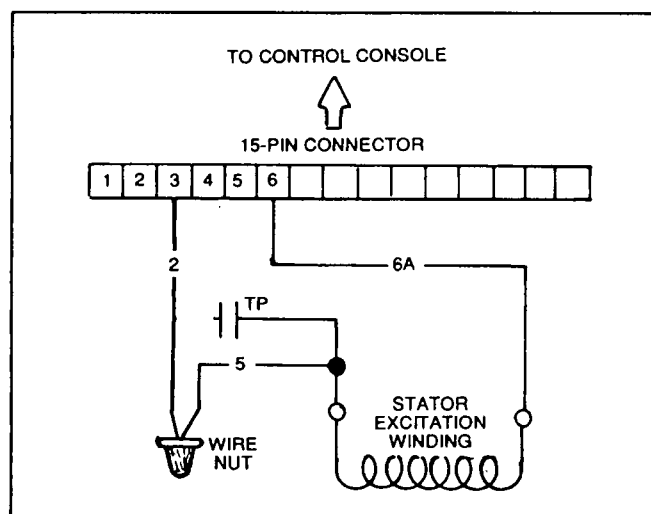 TO CONTROL CONSOLE
15-PIN CONNECTOR
1 2 3 4 5 6
2
6A
TP
5
STATOR
EXCITATION
WINDING
WIRE
NUT